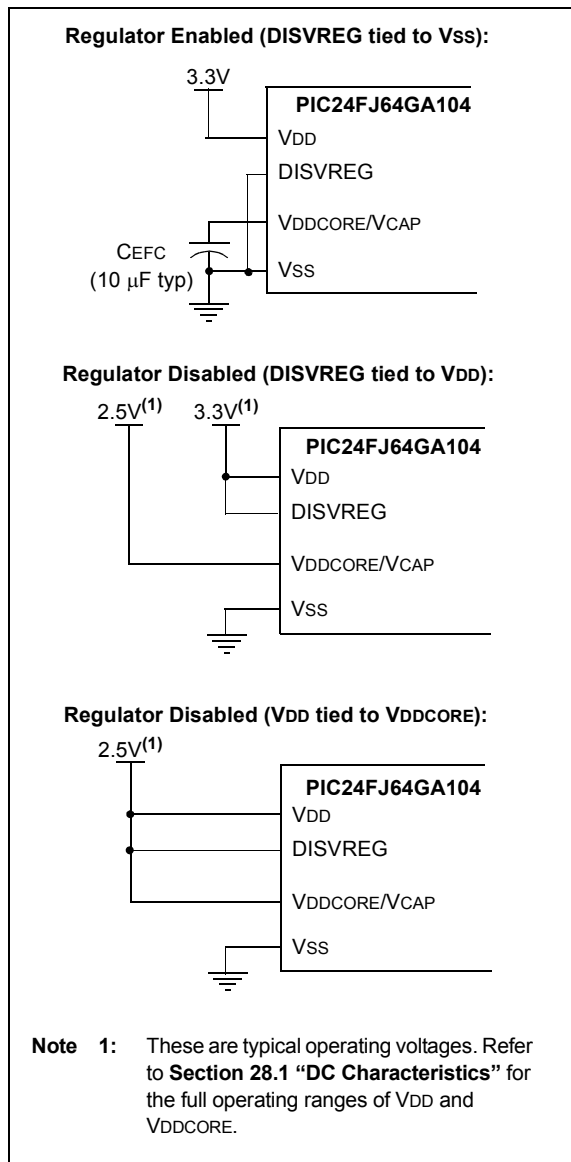 Regulator Enabled (DISVREG tied to VSS):
3.3V
PIC24FJ64GA104
VDD
DISVREG
VDDCORE/VCAP
CEFC
(10 μF typ)
VSS
Regulator Disabled (DISVREG tied to VDD):
2.5V(1) 3.3V(1)
PIC24FJ64GA104
VDD
DISVREG
VDDCORE/VCAP
VSS
Regulator Disabled (VDD tied to VDDCORE):
2.5V(1)
PIC24FJ64GA104
VDD
DISVREG
VDDCORE/VCAP
VSS
Note 1: These are typical operating voltages. Refer
to Section 28.1 “DC Characteristics” for
the full operating ranges of VDD and
VDDCORE.